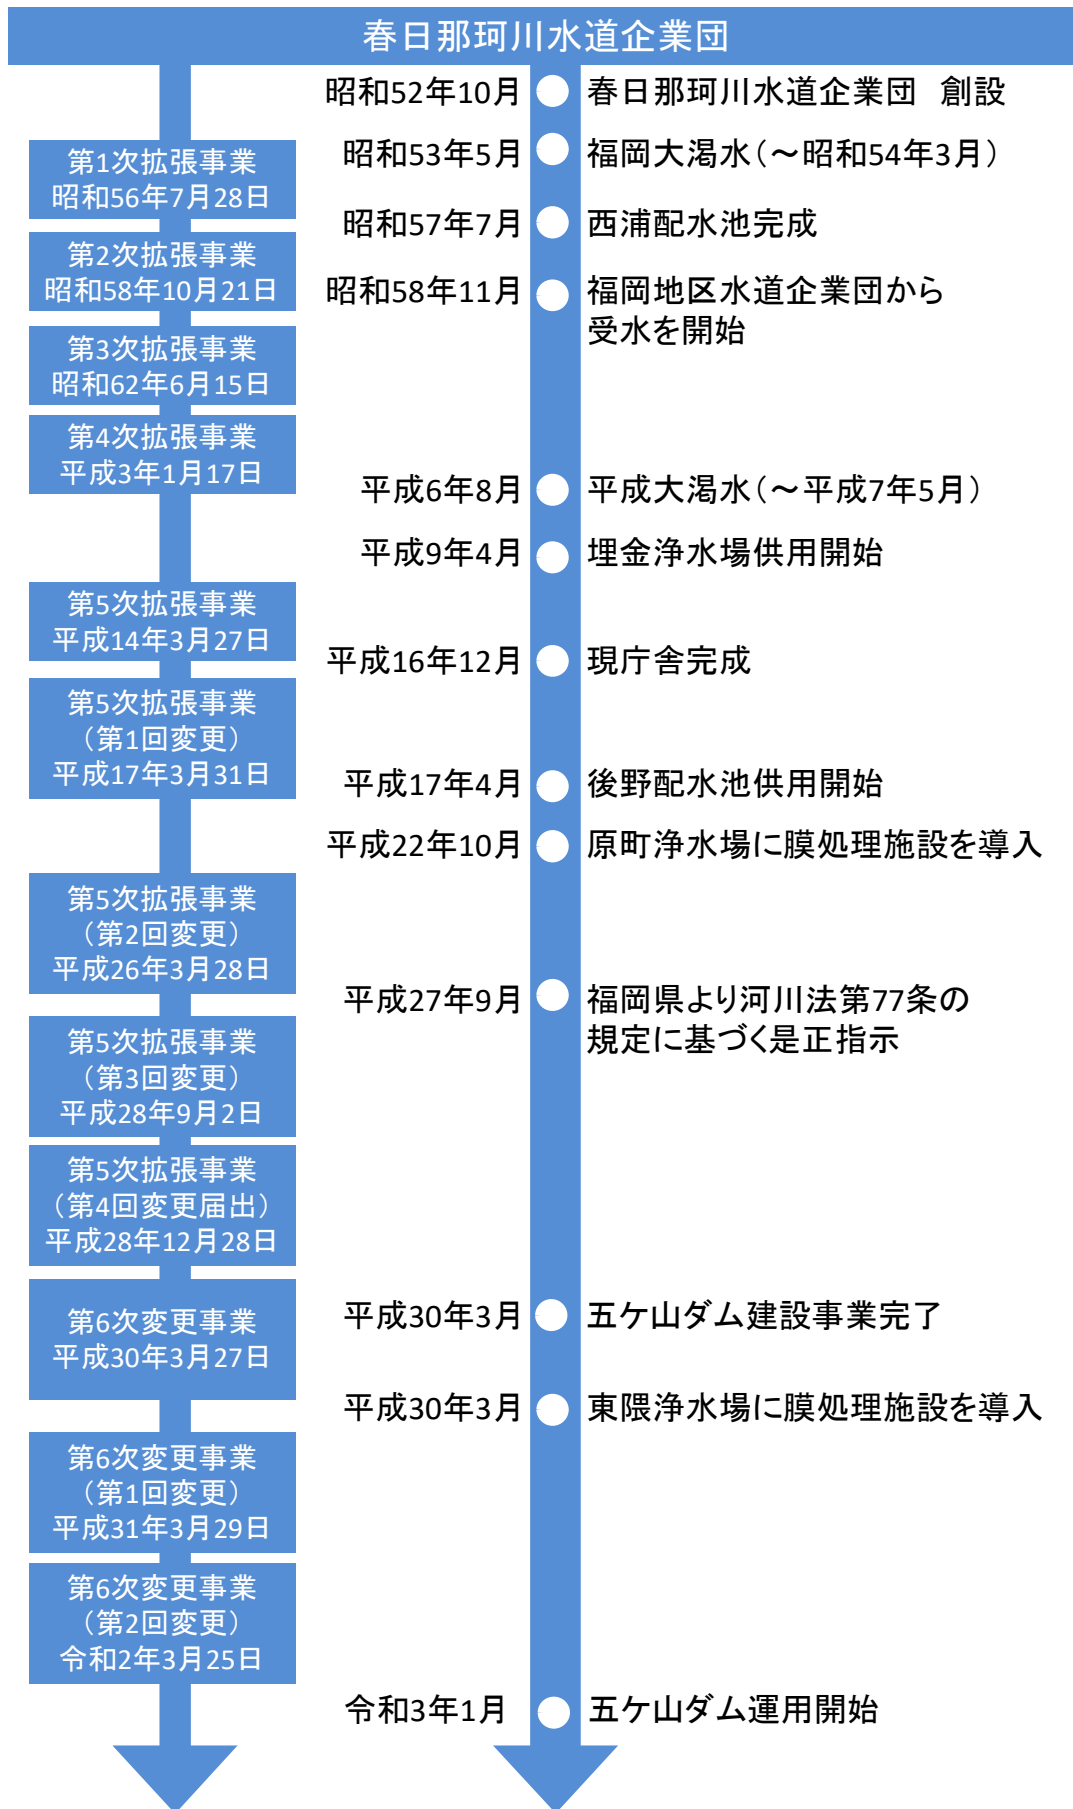 春日那珂川水道企業団
昭和52年10月 春日那珂川水道企業団　創設
昭和53年5月 福岡大渇水（～昭和54年3月）
第1次拡張事業
昭和56年7月28日
昭和57年7月 西浦配水池完成
第2次拡張事業
昭和58年10月21日
昭和58年11月 福岡地区水道企業団から
受水を開始
第3次拡張事業
昭和62年6月15日
第4次拡張事業
平成3年1月17日
平成6年8月 平成大渇水（～平成7年5月）
平成9年4月 埋金浄水場供用開始
第5次拡張事業
平成14年3月27日
平成16年12月 現庁舎完成
第5次拡張事業
（第1回変更）
平成17年3月31日
平成17年4月 後野配水池供用開始
平成22年10月 原町浄水場に膜処理施設を導入
第5次拡張事業
（第2回変更）
平成26年3月28日
平成27年9月 福岡県より河川法第77条の
規定に基づく是正指示
第5次拡張事業
（第3回変更）
平成28年9月2日
第5次拡張事業
（第4回変更届出）
平成28年12月28日
第6次変更事業
平成30年3月27日
平成30年3月 五ケ山ダム建設事業完了
平成30年3月 東隈浄水場に膜処理施設を導入
第6次変更事業
（第1回変更）
平成31年3月29日
第6次変更事業
（第2回変更）
令和2年3月25日
令和3年1月 五ケ山ダム運用開始